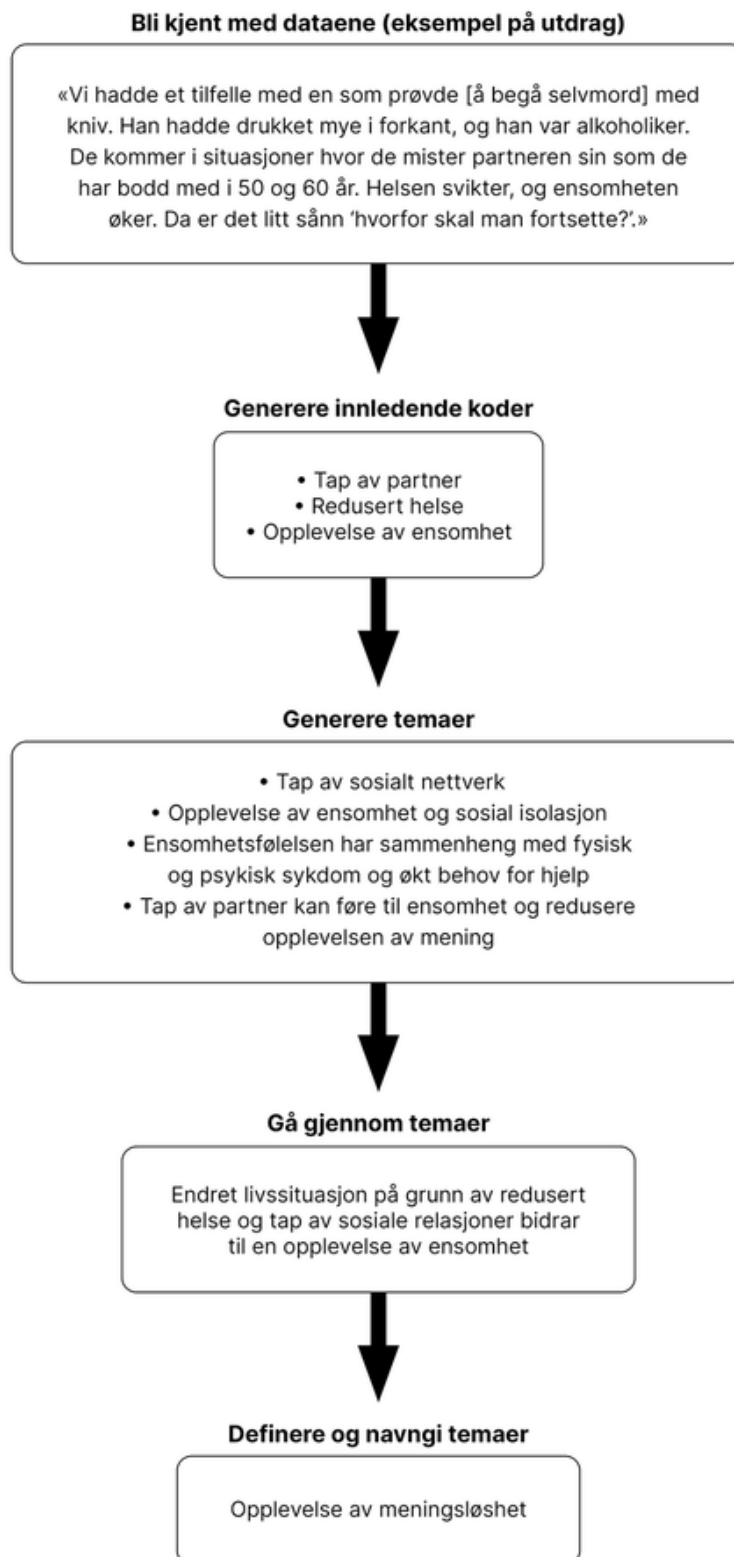 Bli kjent med dataene (eksempel på utdrag)
«Vi hadde et tilfelle med en som prøvde [å begå selvmord] med
kniv. Han hadde drukket mye i forkant, og han var alkoholiker.
De kommer i situasjoner hvor de mister partneren sin som de
har bodd med i 50 og 60 år. Helsen svikter, og ensomheten
øker. Da er det litt sånn ‘hvorfor skal man fortsette?’.»
Generere innledende koder
• Tap av partner
• Redusert helse
• Opplevelse av ensomhet
Generere temaer
• Tap av sosialt nettverk
• Opplevelse av ensomhet og sosial isolasjon
• Ensomhetsfølelsen har sammenheng med fysisk
og psykisk sykdom og økt behov for hjelp
• Tap av partner kan føre til ensomhet og redusere
opplevelsen av mening
Gå gjennom temaer
Endret livssituasjon på grunn av redusert
helse og tap av sosiale relasjoner bidrar
til en opplevelse av ensomhet
Definere og navngi temaer
Opplevelse av meningsløshet